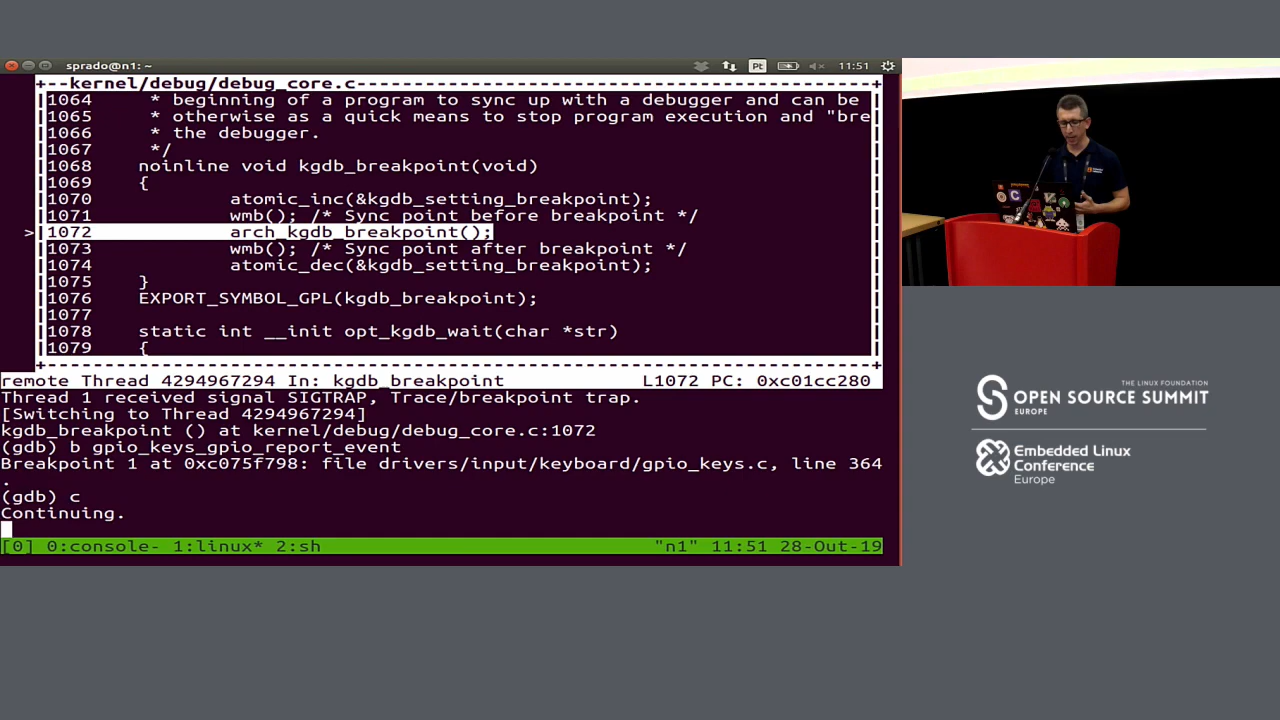 sprado@n1: ~
Pt
11:51
+--kernel/debug/debug_core.c---------------------------------------------+
1064 * beginning of a program to sync up with a debugger and can be
1065 * otherwise as a quick means to stop program execution and "bre
1066 * the debugger.
1067 */
1068 noinline void kgdb_breakpoint(void)
1069 {
1070 atomic_inc(&kgdb_setting_breakpoint);
1071 wmb(); /* Sync point before breakpoint */
> 1072 arch_kgdb_breakpoint();
1073 wmb(); /* Sync point after breakpoint */
1074 atomic_dec(&kgdb_setting_breakpoint);
1075 }
1076 EXPORT_SYMBOL_GPL(kgdb_breakpoint);
1077
1078 static int __init opt_kgdb_wait(char *str)
1079 {
remote Thread 4294967294 In: kgdb_breakpoint L1072 PC: 0xc01cc280
Thread 1 received signal SIGTRAP, Trace/breakpoint trap.
[Switching to Thread 4294967294]
kgdb_breakpoint () at kernel/debug/debug_core.c:1072
(gdb) b gpio_keys_gpio_report_event
Breakpoint 1 at 0xc075f798: file drivers/input/keyboard/gpio_keys.c, line 364
.
(gdb) c
Continuing.
[0] 0:console- 1:linux* 2:sh "n1" 11:51 28-Oct-19
THE LINUX FOUNDATION
OPEN SOURCE SUMMIT
EUROPE
Embedded Linux
Conference
Europe